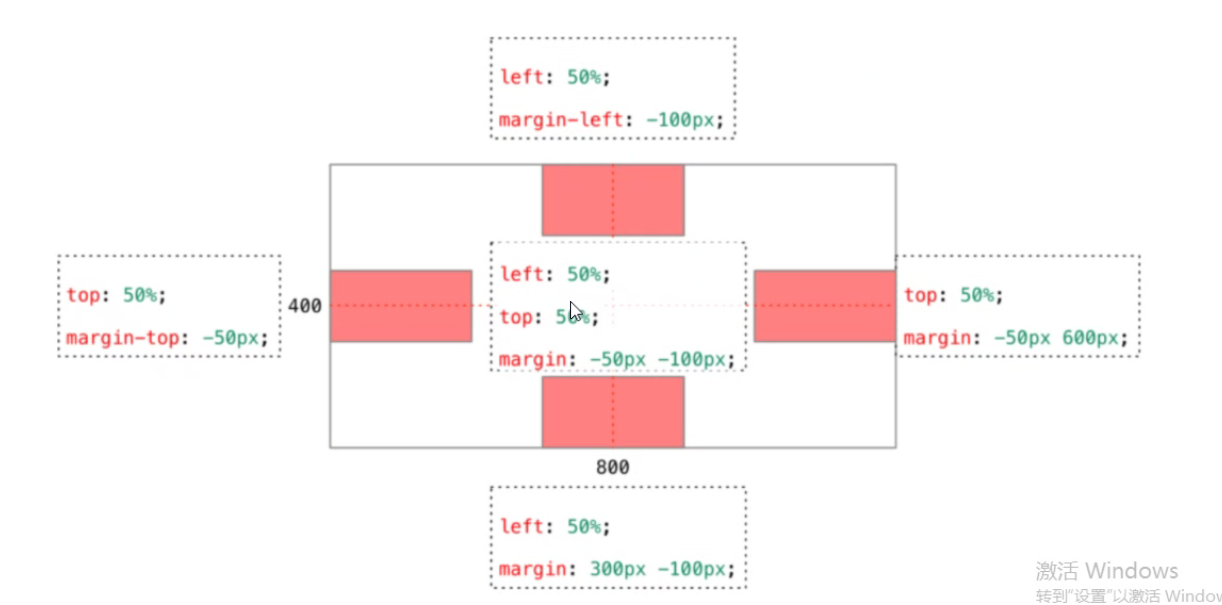 left: 50%;
margin-left: -100px;
top: 50%;
margin-top: -50px;
400
left: 50%;
top: 50%;
margin: -50px -100px;
top: 50%;
margin: -50px 600px;
800
left: 50%;
margin: 300px -100px;
激活 Windows
转到"设置"以激活 Window